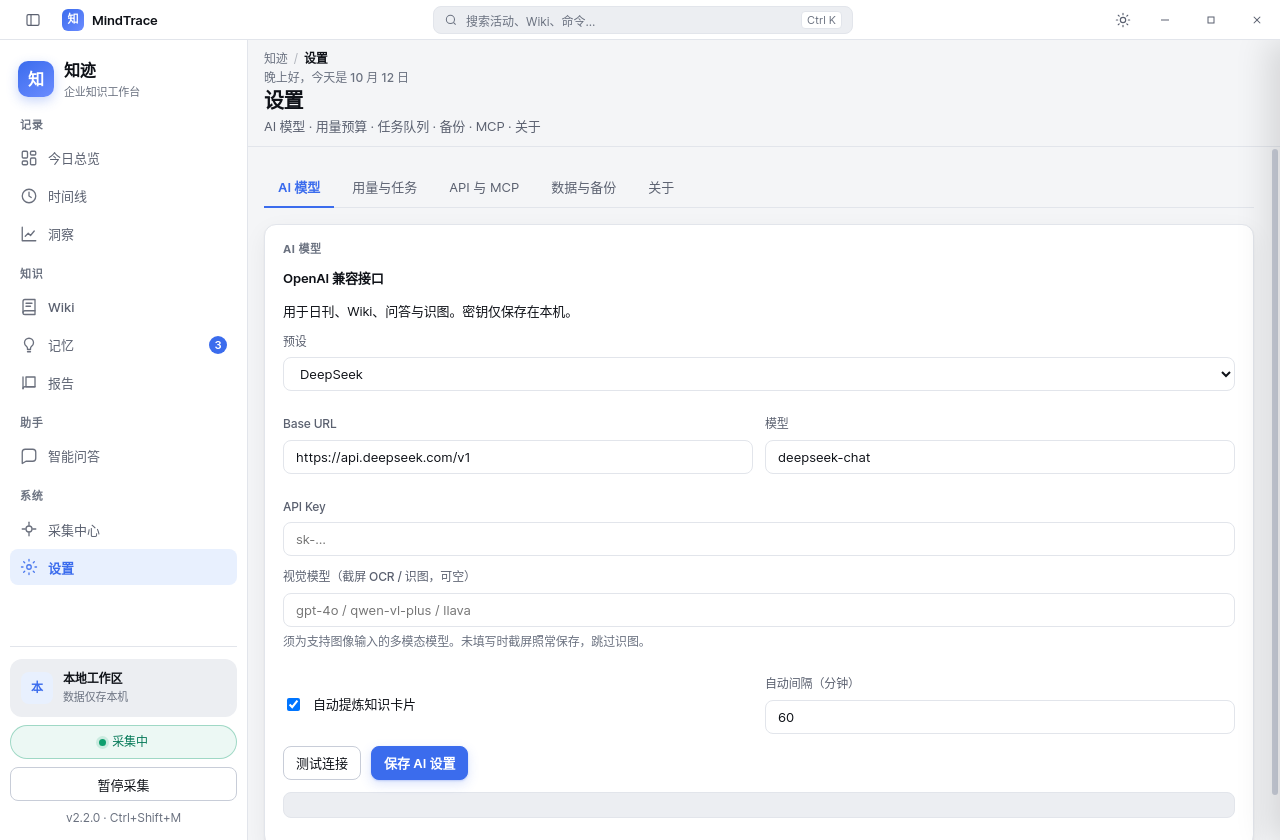 知 MindTrace
搜索活动、Wiki、命令... Ctrl K
知 知迹
企业知识工作台
记录
今日总览
时间线
洞察
知识
Wiki
记忆 3
报告
助手
智能问答
系统
采集中心
设置
本 本地工作区
数据仅存本机
采集中
暂停采集
v2.2.0 · Ctrl+Shift+M
知迹 / 设置
晚上好，今天是 10 月 12 日
设置
AI 模型 · 用量预算 · 任务队列 · 备份 · MCP · 关于
AI 模型 用量与任务 API 与 MCP 数据与备份 关于
AI 模型
OpenAI 兼容接口
用于日刊、Wiki、问答与识图。密钥仅保存在本机。
预设
DeepSeek
Base URL 模型
https://api.deepseek.com/v1 deepseek-chat
API Key
sk-...
视觉模型（截屏 OCR / 识图，可空）
gpt-4o / qwen-vl-plus / llava
须为支持图像输入的多模态模型。未填写时截屏照常保存，跳过识图。
自动间隔（分钟）
自动提炼知识卡片
60
测试连接 保存 AI 设置